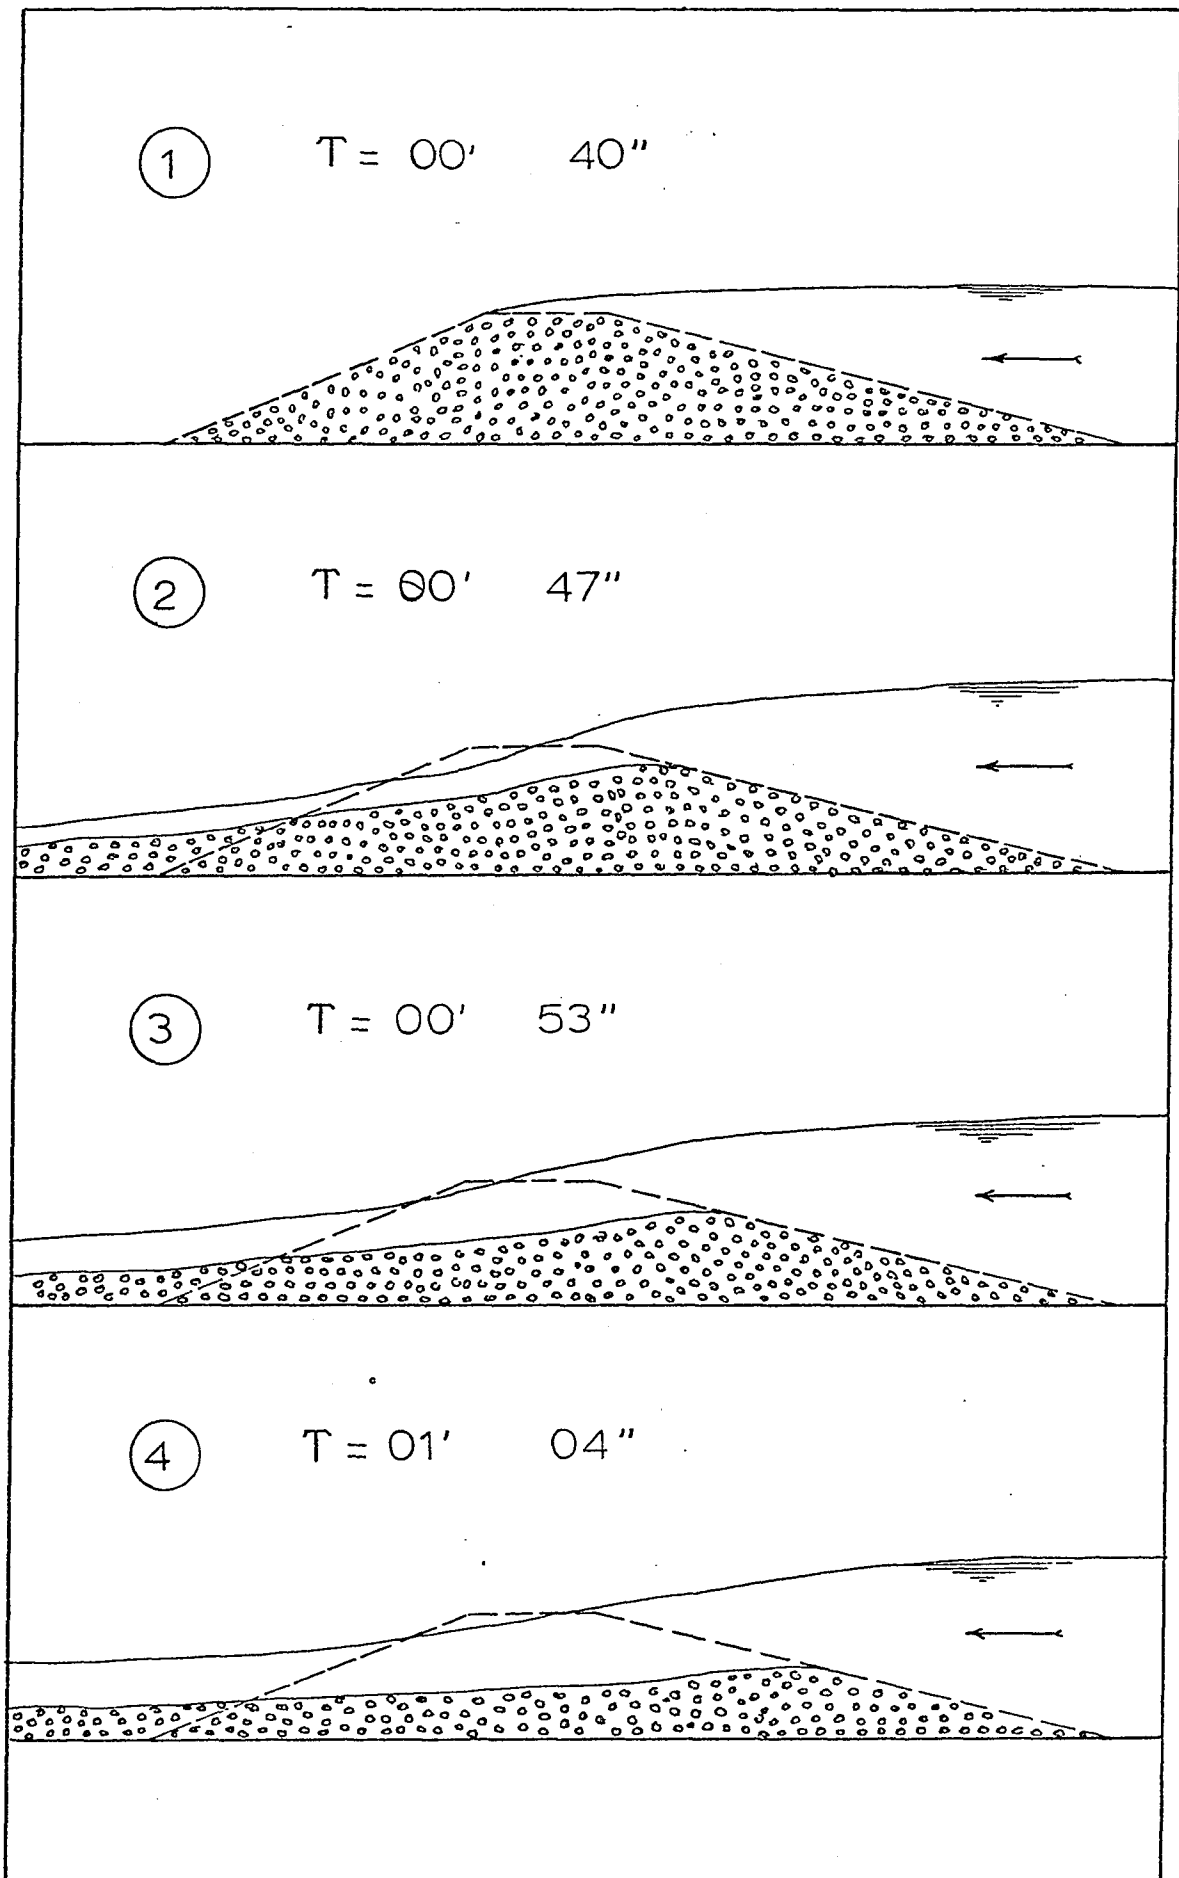 1 T = 00' 40"
2 T = 00' 47"
3 T = 00' 53"
4 T = 01' 04"